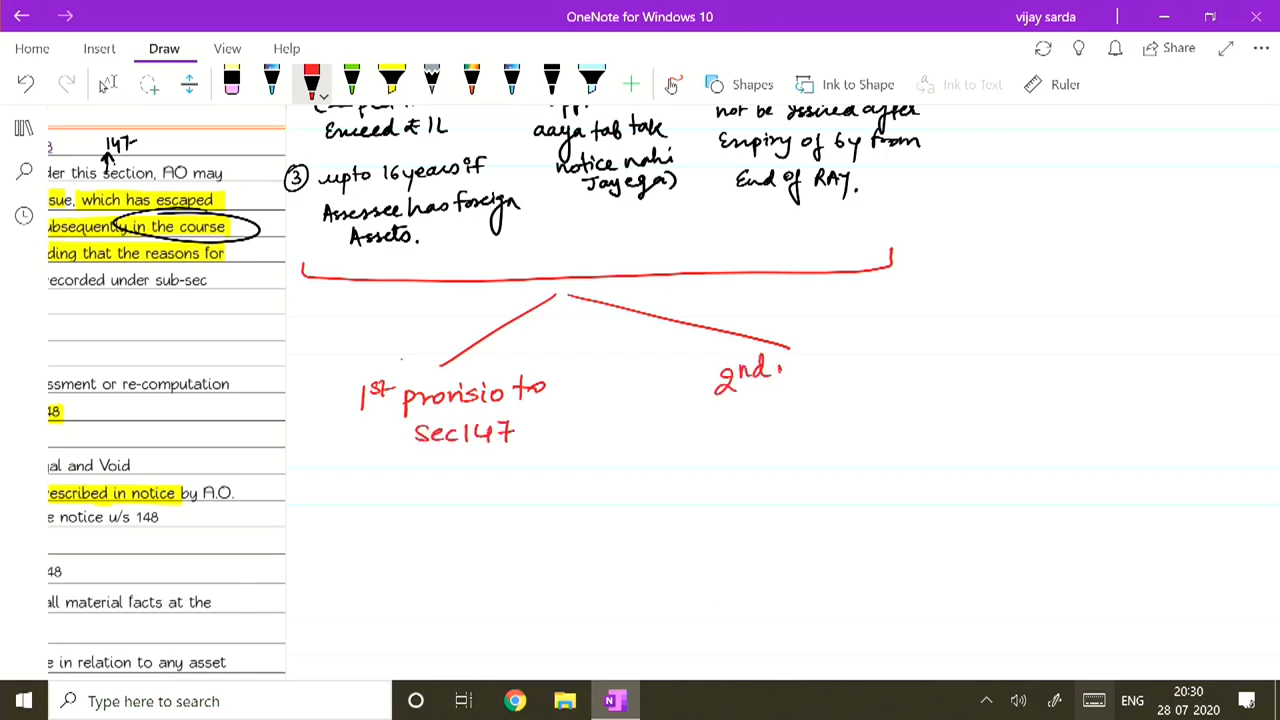 OneNote for Windows 10
vijay sarda
Home Insert Draw View Help
Share
Shapes Ink to Shape Ink to Text Ruler
147
der this section, AO may
sue, which has escaped
ubsequently in the course
ding that the reasons for
recorded under sub-sec
ssment or re-computation
48
gal and Void
rescribed in notice by A.O.
e notice u/s 148
48
all material facts at the
e in relation to any asset
Exceed ₹ 1L
③ upto 16 years if
Assessee has foreign
Assets.
aaya tab tak
notice nahi
Jayega)
not be issued after
Expiry of 6y from
End of RAY.
1st provisio to
Sec 147
2nd
Type here to search
ENG
20:30
28-07-2020